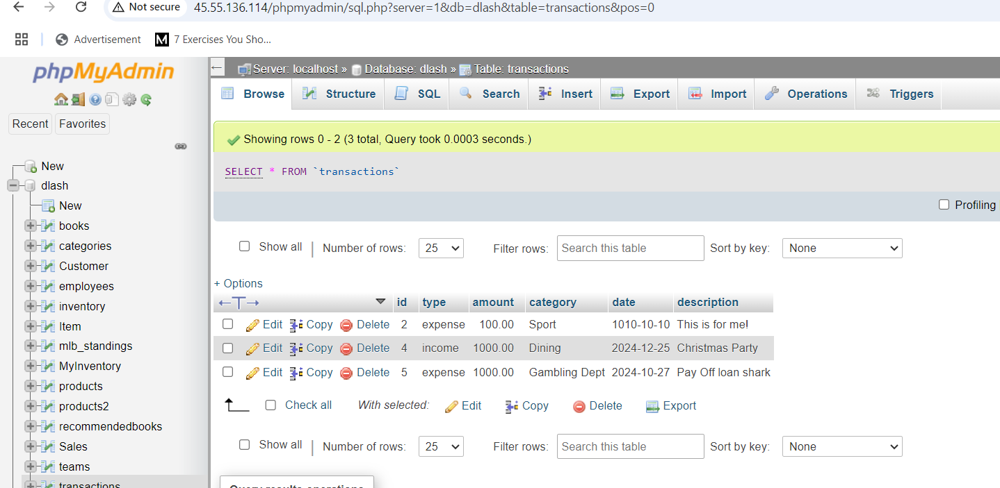 Not secure 45.55.136.114/phpmyadmin/sql.php?server=1&db=dlash&table=transactions&pos=0
Advertisement M 7 Exercises You Sho...
phpMyAdmin
Recent Favorites
New
dlash
New
books
categories
Customer
employees
inventory
Item
mlb_standings
MyInventory
products
products2
recommendedbooks
Sales
teams
transactions
Server: localhost » Database: dlash » Table: transactions
Browse Structure SQL Search Insert Export Import Operations Triggers
Showing rows 0 - 2 (3 total, Query took 0.0003 seconds.)
SELECT * FROM `transactions`
Profiling
Show all | Number of rows: 25 Filter rows: Search this table Sort by key: None
+ Options
←T→ id type amount category date description
Edit Copy Delete 2 expense 100.00 Sport 1010-10-10 This is for me!
Edit Copy Delete 4 income 1000.00 Dining 2024-12-25 Christmas Party
Edit Copy Delete 5 expense 1000.00 Gambling Dept 2024-10-27 Pay Off loan shark
Check all With selected: Edit Copy Delete Export
Show all | Number of rows: 25 Filter rows: Search this table Sort by key: None
Query results operations